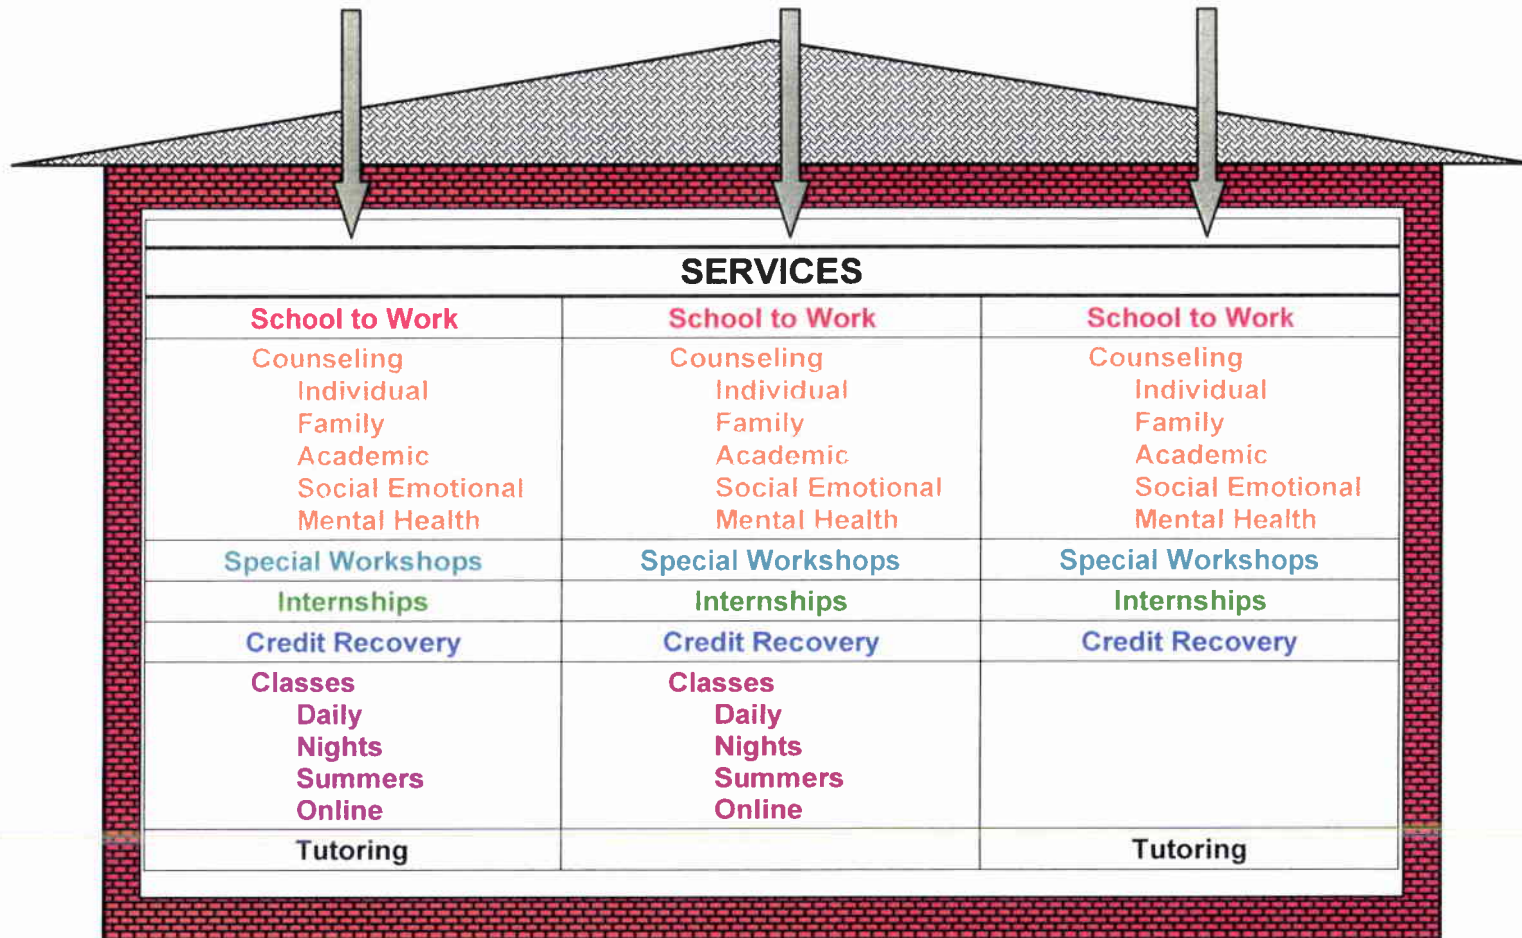 SERVICES
School to Work School to Work School to Work
Counseling Counseling Counseling
Individual Individual Individual
Family Family Family
Academic Academic Academic
Social Emotional Social Emotional Social Emotional
Mental Health Mental Health Mental Health
Special Workshops Special Workshops Special Workshops
Internships Internships Internships
Credit Recovery Credit Recovery Credit Recovery
Classes Classes
Daily Daily
Nights Nights
Summers Summers
Online Online
Tutoring Tutoring